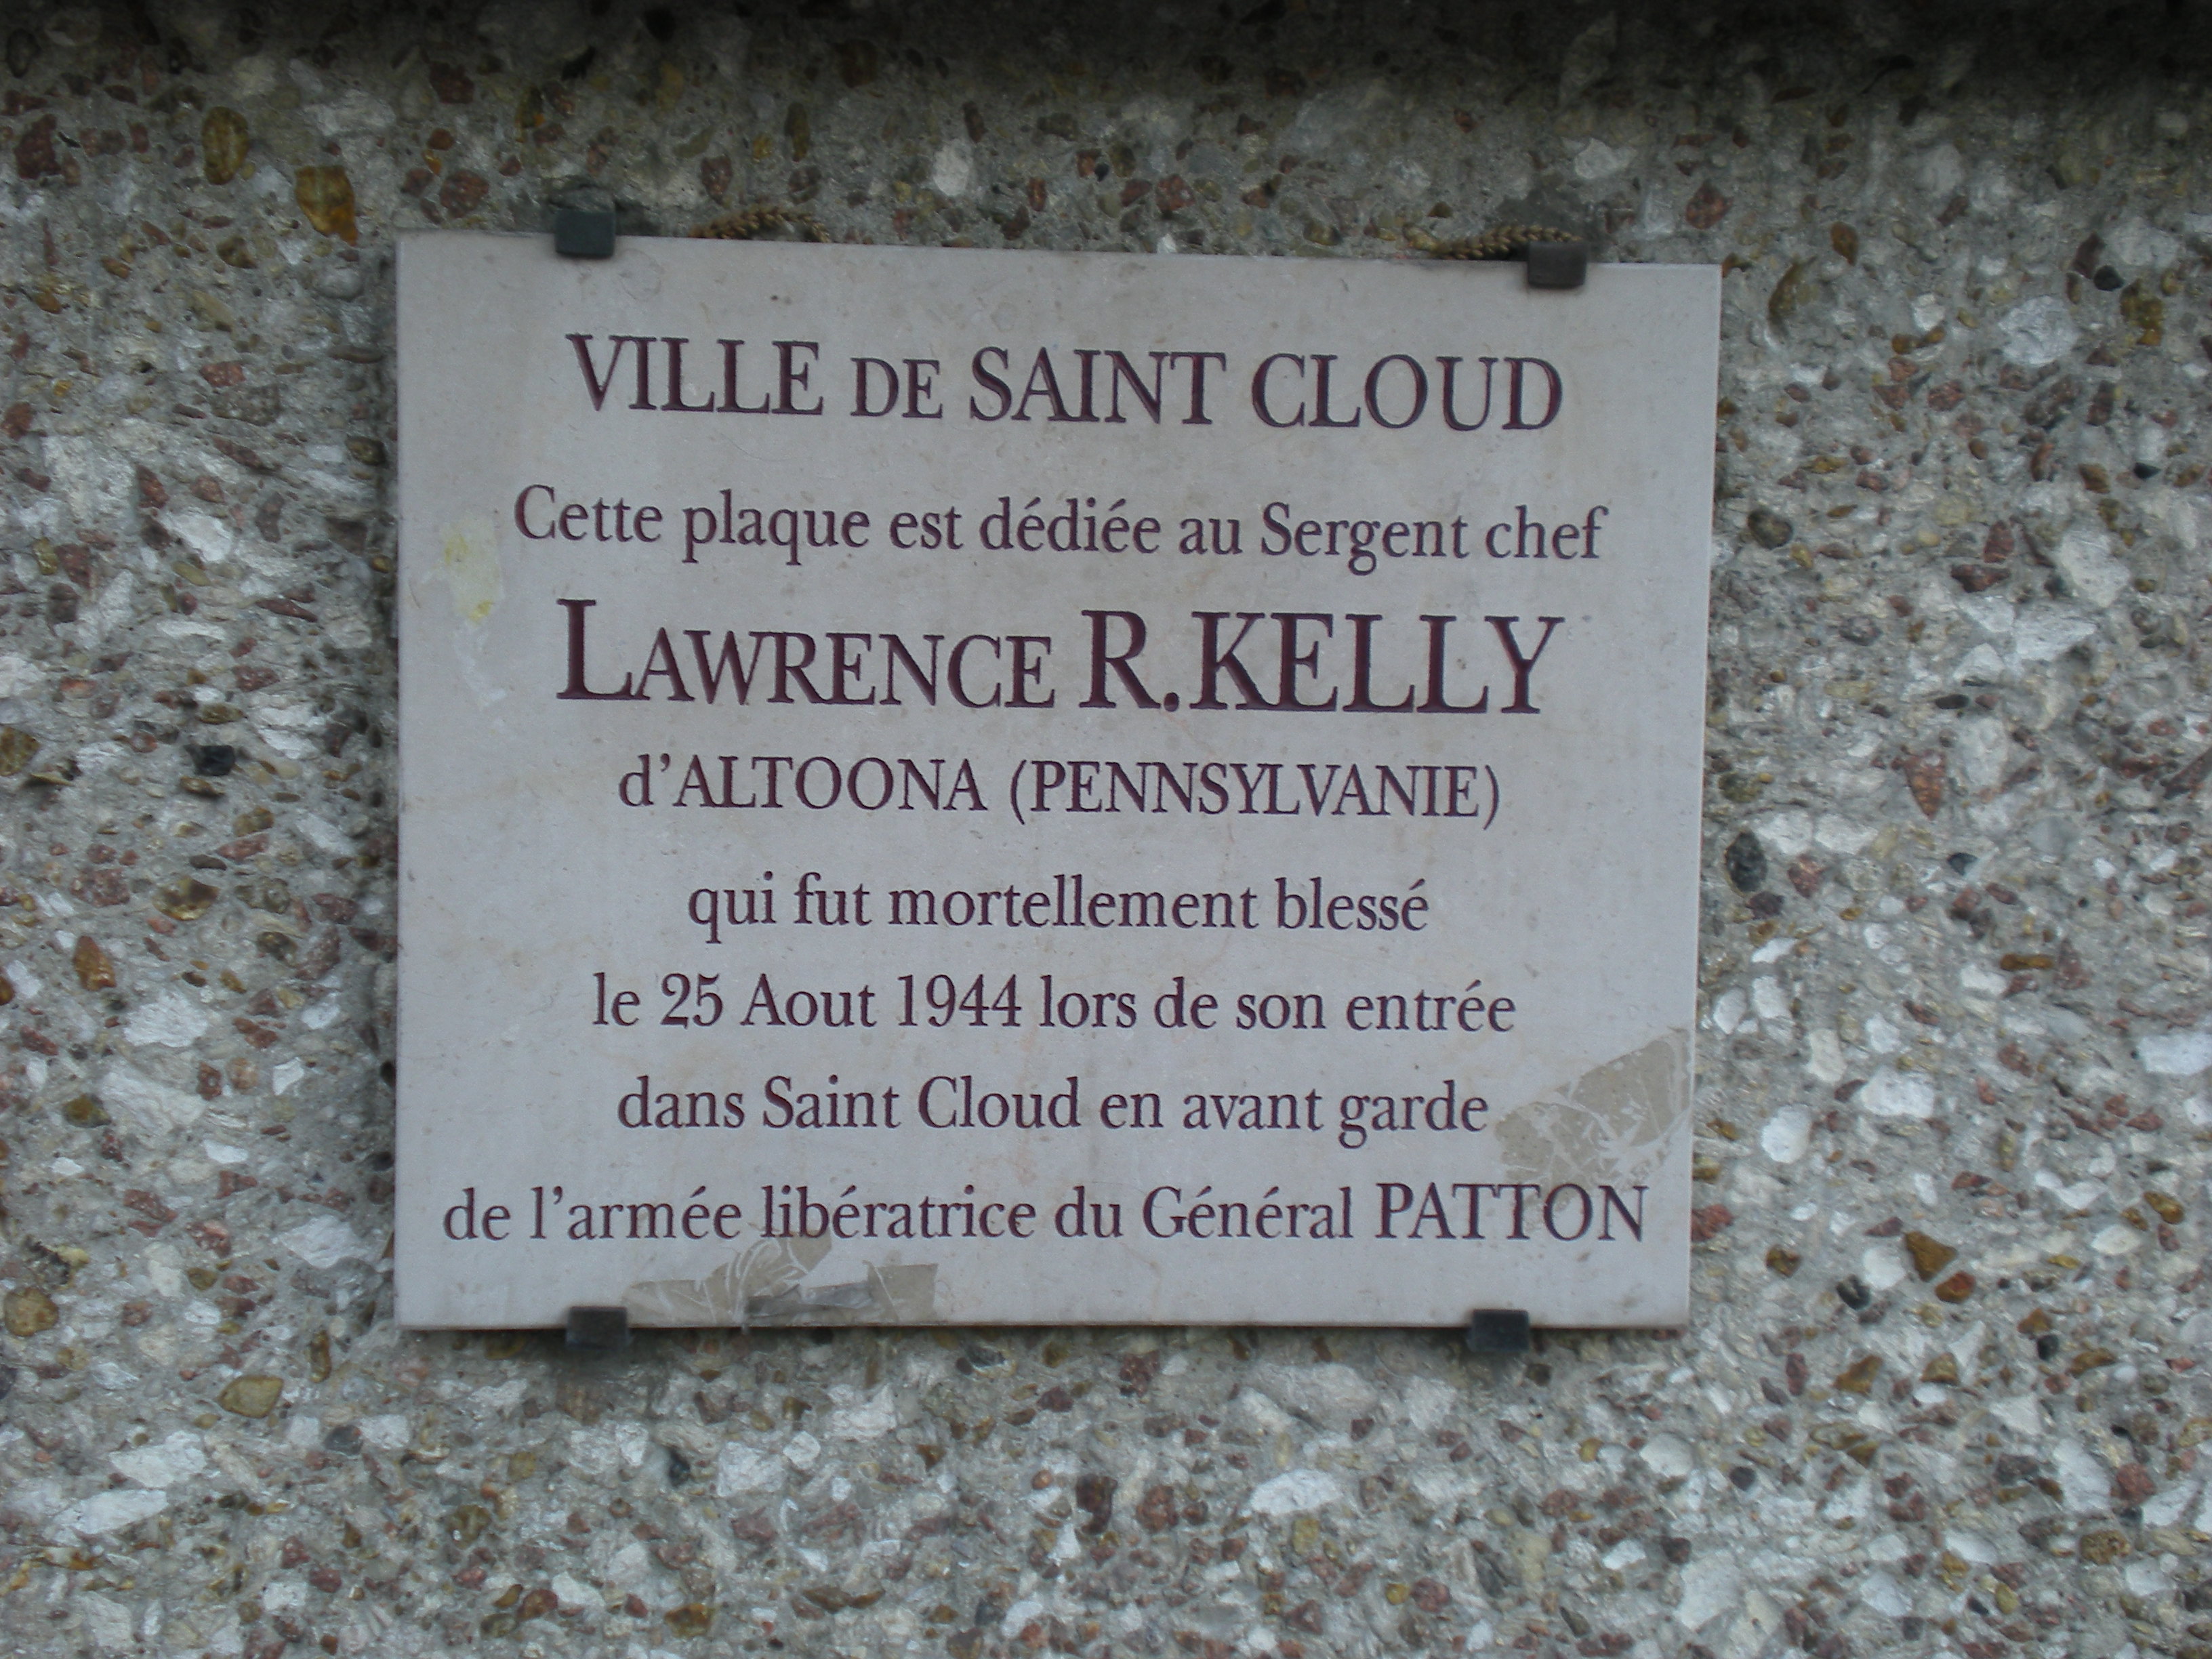 VILLE DE SAINT CLOUD
Cette plaque est dédiée au Sergent chef
LAWRENCE R.KELLY
d'ALTOONA (PENNSYLVANIE)
qui fut mortellement blessé
le 25 Aout 1944 lors de son entrée
dans Saint Cloud en avant garde
de l'armée libératrice du Général PATTON